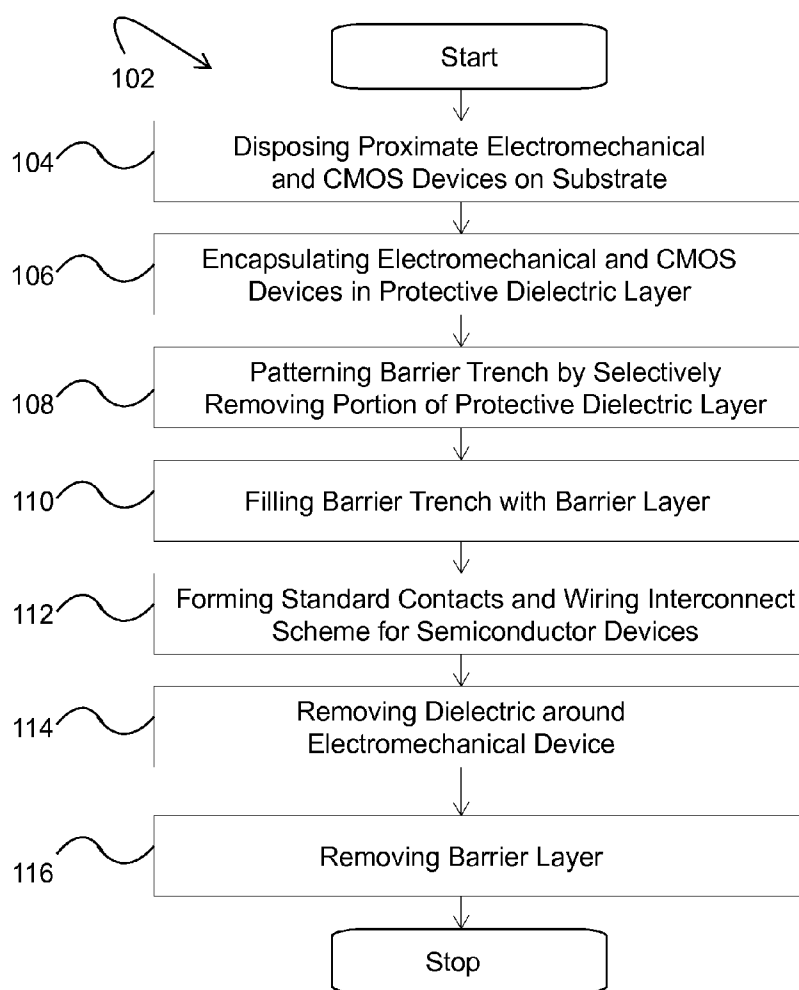 102
Start
104
Disposing Proximate Electromechanical
and CMOS Devices on Substrate
106
Encapsulating Electromechanical and CMOS
Devices in Protective Dielectric Layer
108
Patterning Barrier Trench by Selectively
Removing Portion of Protective Dielectric Layer
110
Filling Barrier Trench with Barrier Layer
112
Forming Standard Contacts and Wiring Interconnect
Scheme for Semiconductor Devices
114
Removing Dielectric around
Electromechanical Device
116
Removing Barrier Layer
Stop